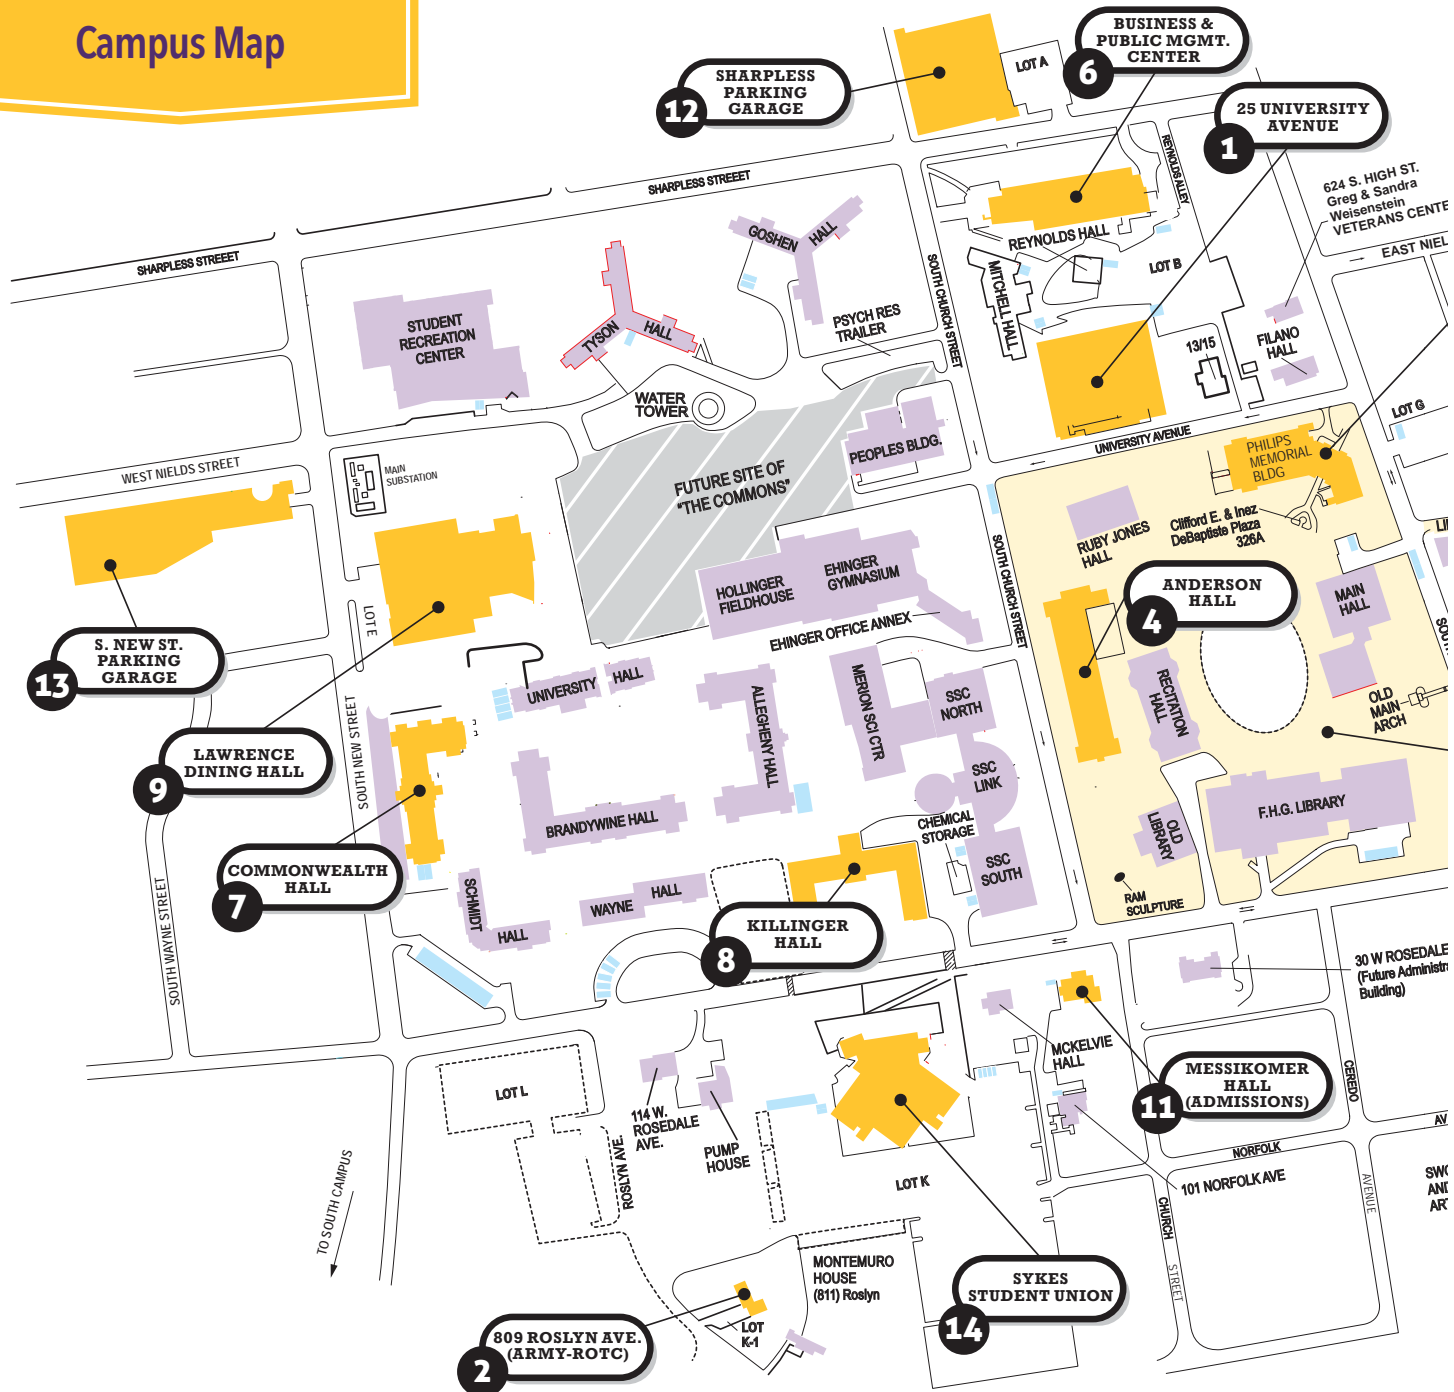 Campus Map
BUSINESS &
PUBLIC MGMT.
CENTER
6
LOT A
SHARPLESS
PARKING
GARAGE
12
25 UNIVERSITY
AVENUE
1
REYNOLDS ALLEY
624 S. HIGH ST.
Greg & Sandra
Weisenstein
VETERANS CENTE
SHARPLESS STREEET
SHARPLESS STREEET
EAST NIEL
GOSHEN HALL
REYNOLDS HALL
LOT B
MITCHELL HALL
SOUTH CHURCH STREET
STUDENT
RECREATION
CENTER
TYSON HALL
PSYCH RES
TRAILER
13/15
FILANO
HALL
WATER
TOWER
LOT G
UNIVERSITY AVENUE
PEOPLES BLDG.
PHILIPS
MEMORIAL
BLDG
WEST NIELDS STREET
MAIN
SUBSTATION
FUTURE SITE OF
"THE COMMONS"
Clifford E. & Inez
DeBaptiste Plaza
326A
RUBY JONES
HALL
LI
EHINGER
GYMNASIUM
HOLLINGER
FIELDHOUSE
SOUTH CHURCH STREET
ANDERSON
HALL
4
MAIN
HALL
LOT E
EHINGER OFFICE ANNEX
SOUT
S. NEW ST.
PARKING
GARAGE
13
UNIVERSITY HALL
ALLEGHENY HALL
MERION SCI CTR
SSC
NORTH
RECITATION
HALL
OLD
MAIN
ARCH
SOUTH NEW STREET
LAWRENCE
DINING HALL
9
SSC
LINK
BRANDYWINE HALL
CHEMICAL
STORAGE
OLD
LIBRARY
F.H.G. LIBRARY
COMMONWEALTH
HALL
7
SSC
SOUTH
SCHMIDT
HALL
WAYNE HALL
RAM
SCULPTURE
SOUTH WAYNE STREET
KILLINGER
HALL
8
30 W ROSEDALE
(Future Administra
Building)
MCKELVIE
HALL
MESSIKOMER
HALL
(ADMISSIONS)
11
CEREDO
LOT L
114 W.
ROSEDALE
AVE.
PUMP
HOUSE
AV
NORFOLK
ROSLYN AVE.
LOT K
101 NORFOLK AVE
SWO
AND
ART
AVENUE
TO SOUTH CAMPUS
CHURCH
STREET
MONTEMURO
HOUSE
(811) Roslyn
SYKES
STUDENT UNION
14
809 ROSLYN AVE.
(ARMY-ROTC)
2
LOT
K-1